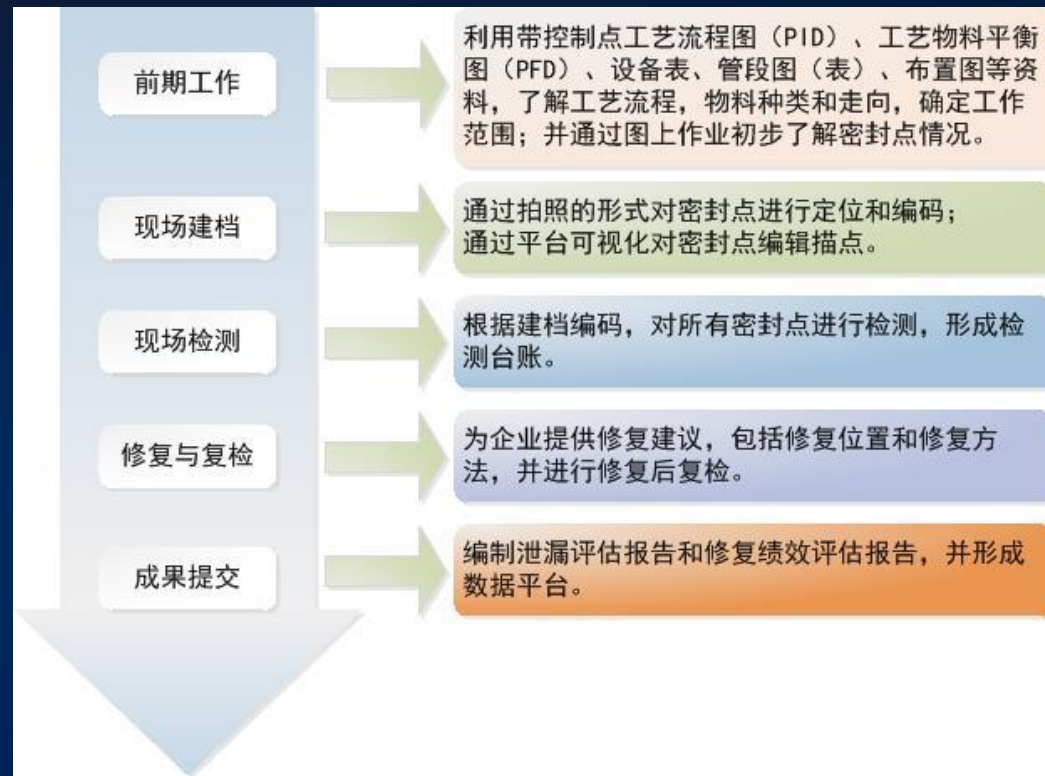 前期工作
利用带控制点工艺流程图（PID）、工艺物料平衡
图（PFD）、设备表、管段图（表）、布置图等资
料，了解工艺流程，物料种类和走向，确定工作
范围；并通过图上作业初步了解密封点情况。
现场建档
通过拍照的形式对密封点进行定位和编码；
通过平台可视化对密封点编辑描点。
现场检测
根据建档编码，对所有密封点进行检测，形成检
测台账。
修复与复检
为企业提供修复建议，包括修复位置和修复方
法，并进行修复后复检。
成果提交
编制泄漏评估报告和修复绩效评估报告，并形成
数据平台。